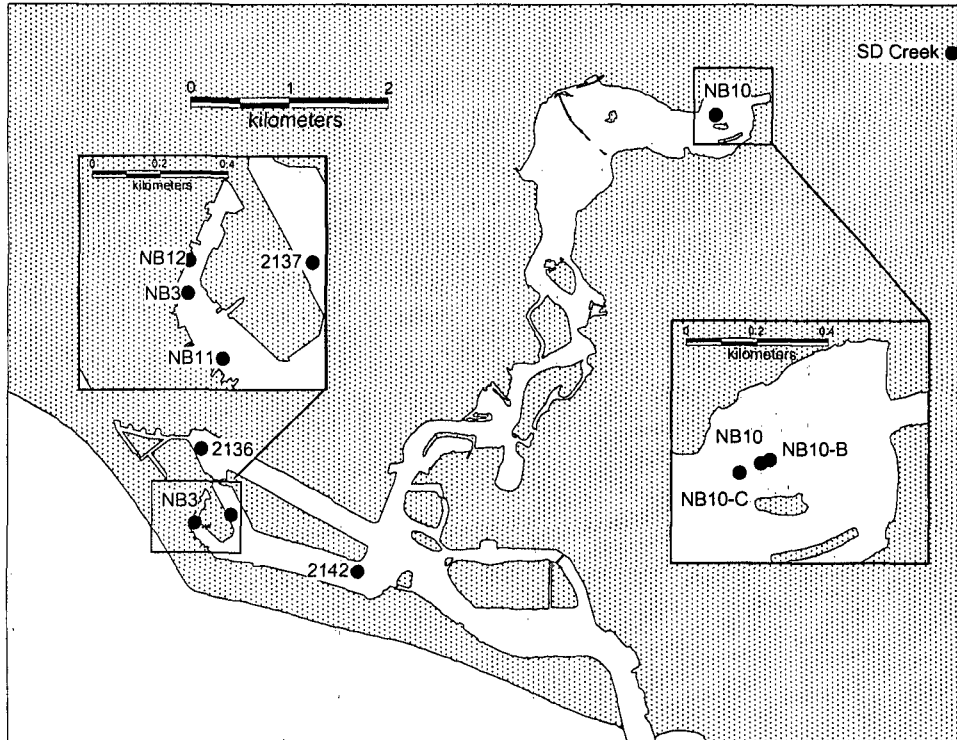 SD Creek
0 1 2
kilometers
NB10
0 0.2 0.4
kilometers
NB12
2137
NB3
NB11
0 0.2 0.4
kilometers
NB10
NB10-B
NB10-C
2136
NB3
2142